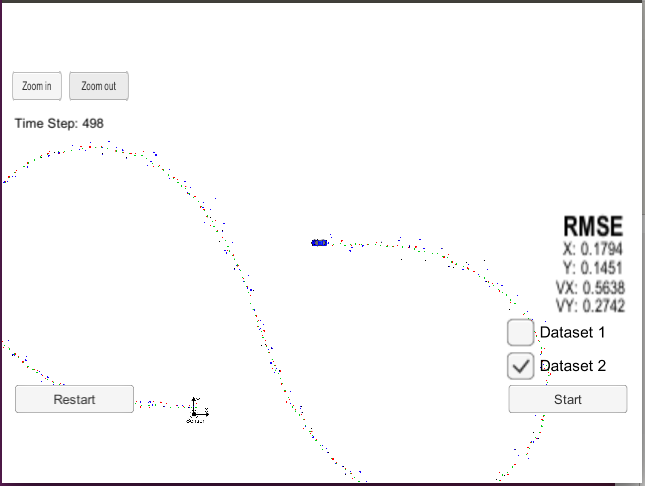 Zoom in
Zoom out
Time Step: 498
RMSE
X: 0.1794
Y: 0.1451
VX: 0.5638
VY: 0.2742
Dataset 1
Dataset 2
Restart
Start
Sensor